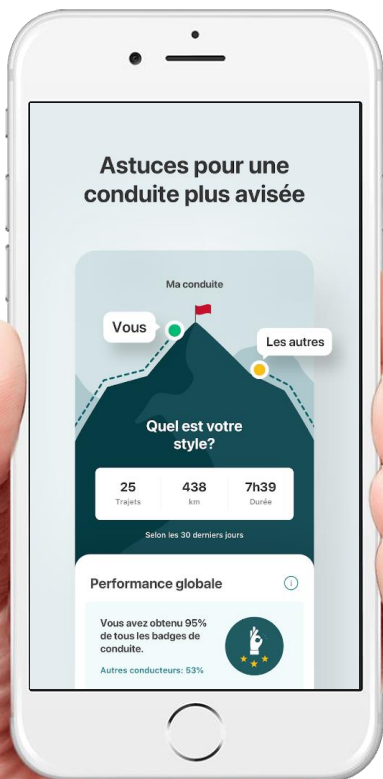 Astuces pour une
conduite plus avisée
Ma conduite
Vous
Les autres
Quel est votre
style?
25 438 7h39
Trajets km Durée
Selon les 30 derniers jours
Performance globale
i
Vous avez obtenu 95%
de tous les badges de
conduite.
Autres conducteurs: 53%